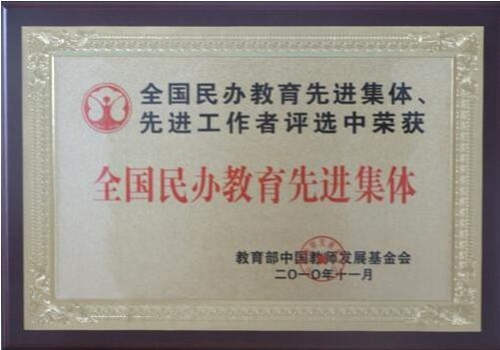 全国民办教育先进集体、
先进工作者评选中荣获
全国民办教育先进集体
教育部中国教师发展基金会
二〇一〇年十一月